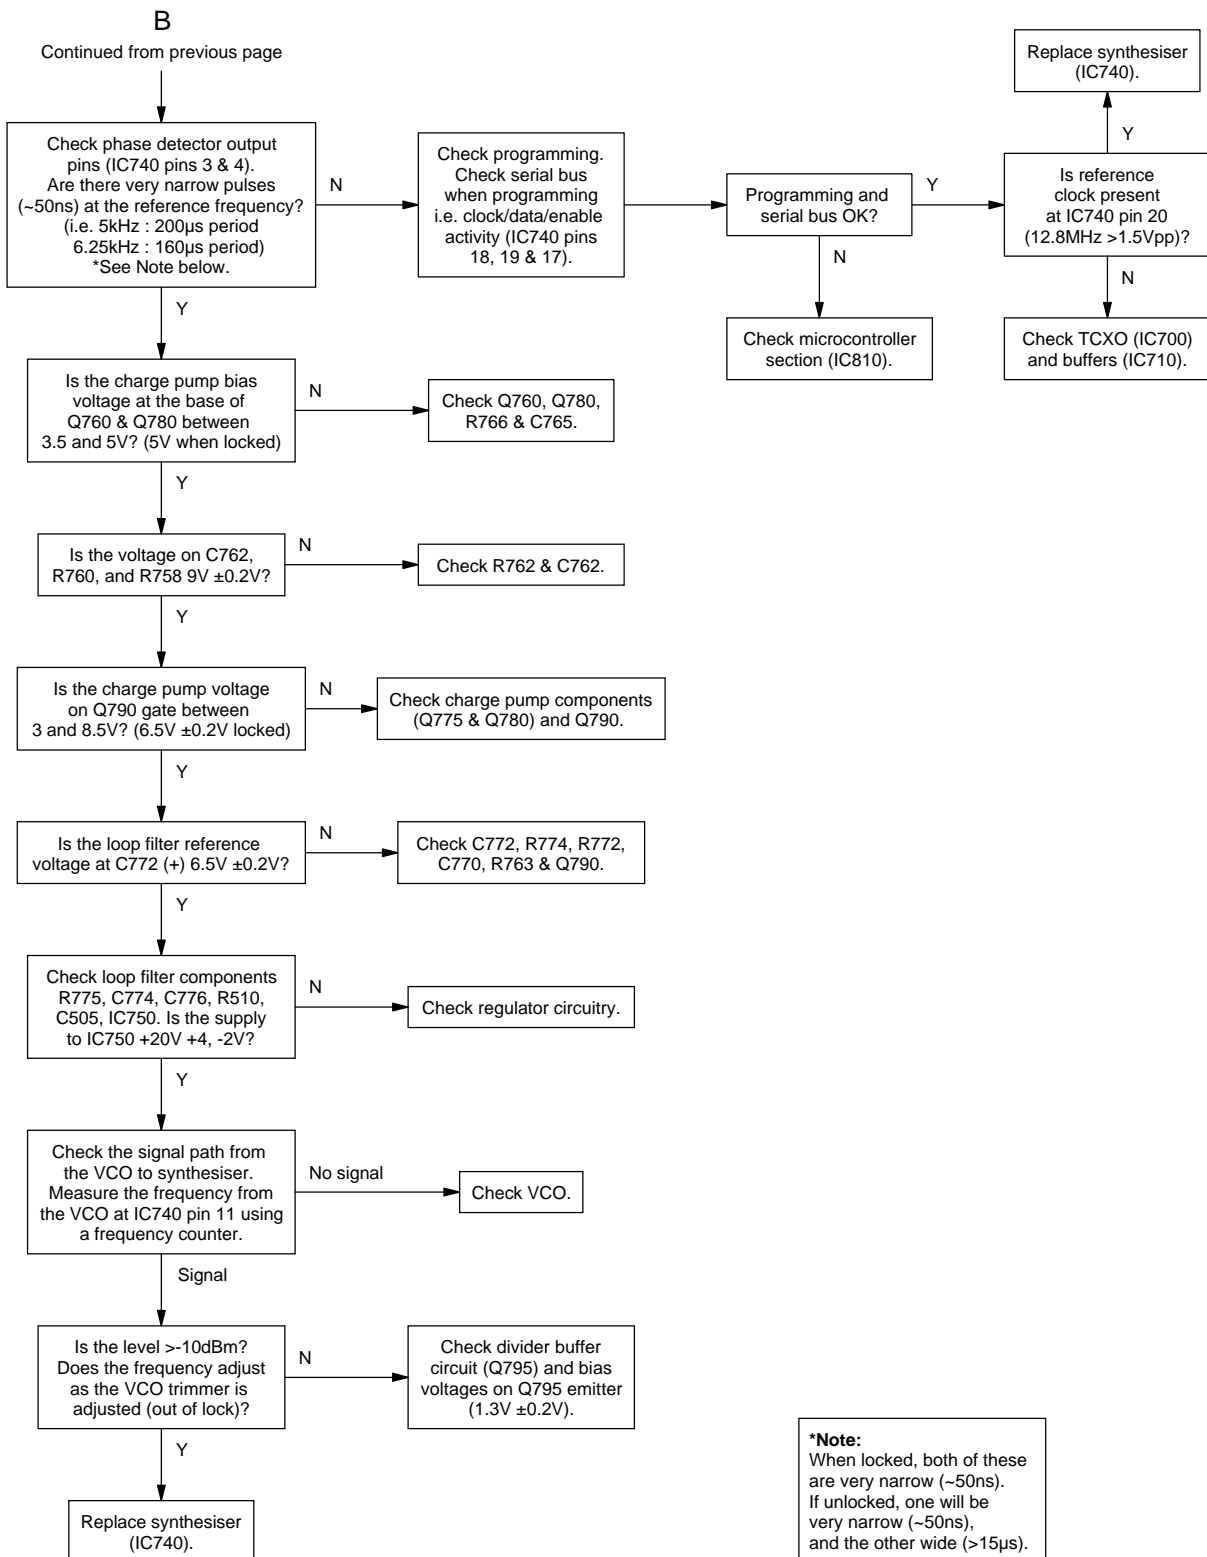 B
Continued from previous page
Check phase detector output
pins (IC740 pins 3 & 4).
Are there very narrow pulses
(~50ns) at the reference frequency?
(i.e. 5kHz : 200µs period
6.25kHz : 160µs period)
*See Note below.
N
Check programming.
Check serial bus
when programming
i.e. clock/data/enable
activity (IC740 pins
18, 19 & 17).
Programming and
serial bus OK?
Y
Is reference
clock present
at IC740 pin 20
(12.8MHz >1.5Vpp)?
Y
Replace synthesiser
(IC740).
N
Check microcontroller
section (IC810).
N
Check TCXO (IC700)
and buffers (IC710).
Y
Is the charge pump bias
voltage at the base of
Q760 & Q780 between
3.5 and 5V? (5V when locked)
N
Check Q760, Q780,
R766 & C765.
Y
Is the voltage on C762,
R760, and R758 9V ±0.2V?
N
Check R762 & C762.
Y
Is the charge pump voltage
on Q790 gate between
3 and 8.5V? (6.5V ±0.2V locked)
N
Check charge pump components
(Q775 & Q780) and Q790.
Y
Is the loop filter reference
voltage at C772 (+) 6.5V ±0.2V?
N
Check C772, R774, R772,
C770, R763 & Q790.
Y
Check loop filter components
R775, C774, C776, R510,
C505, IC750. Is the supply
to IC750 +20V +4, -2V?
N
Check regulator circuitry.
Y
Check the signal path from
the VCO to synthesiser.
Measure the frequency from
the VCO at IC740 pin 11 using
a frequency counter.
No signal
Check VCO.
Signal
Is the level >-10dBm?
Does the frequency adjust
as the VCO trimmer is
adjusted (out of lock)?
N
Check divider buffer
circuit (Q795) and bias
voltages on Q795 emitter
(1.3V ±0.2V).
Y
Replace synthesiser
(IC740).
*Note:
When locked, both of these
are very narrow (~50ns).
If unlocked, one will be
very narrow (~50ns),
and the other wide (>15µs).